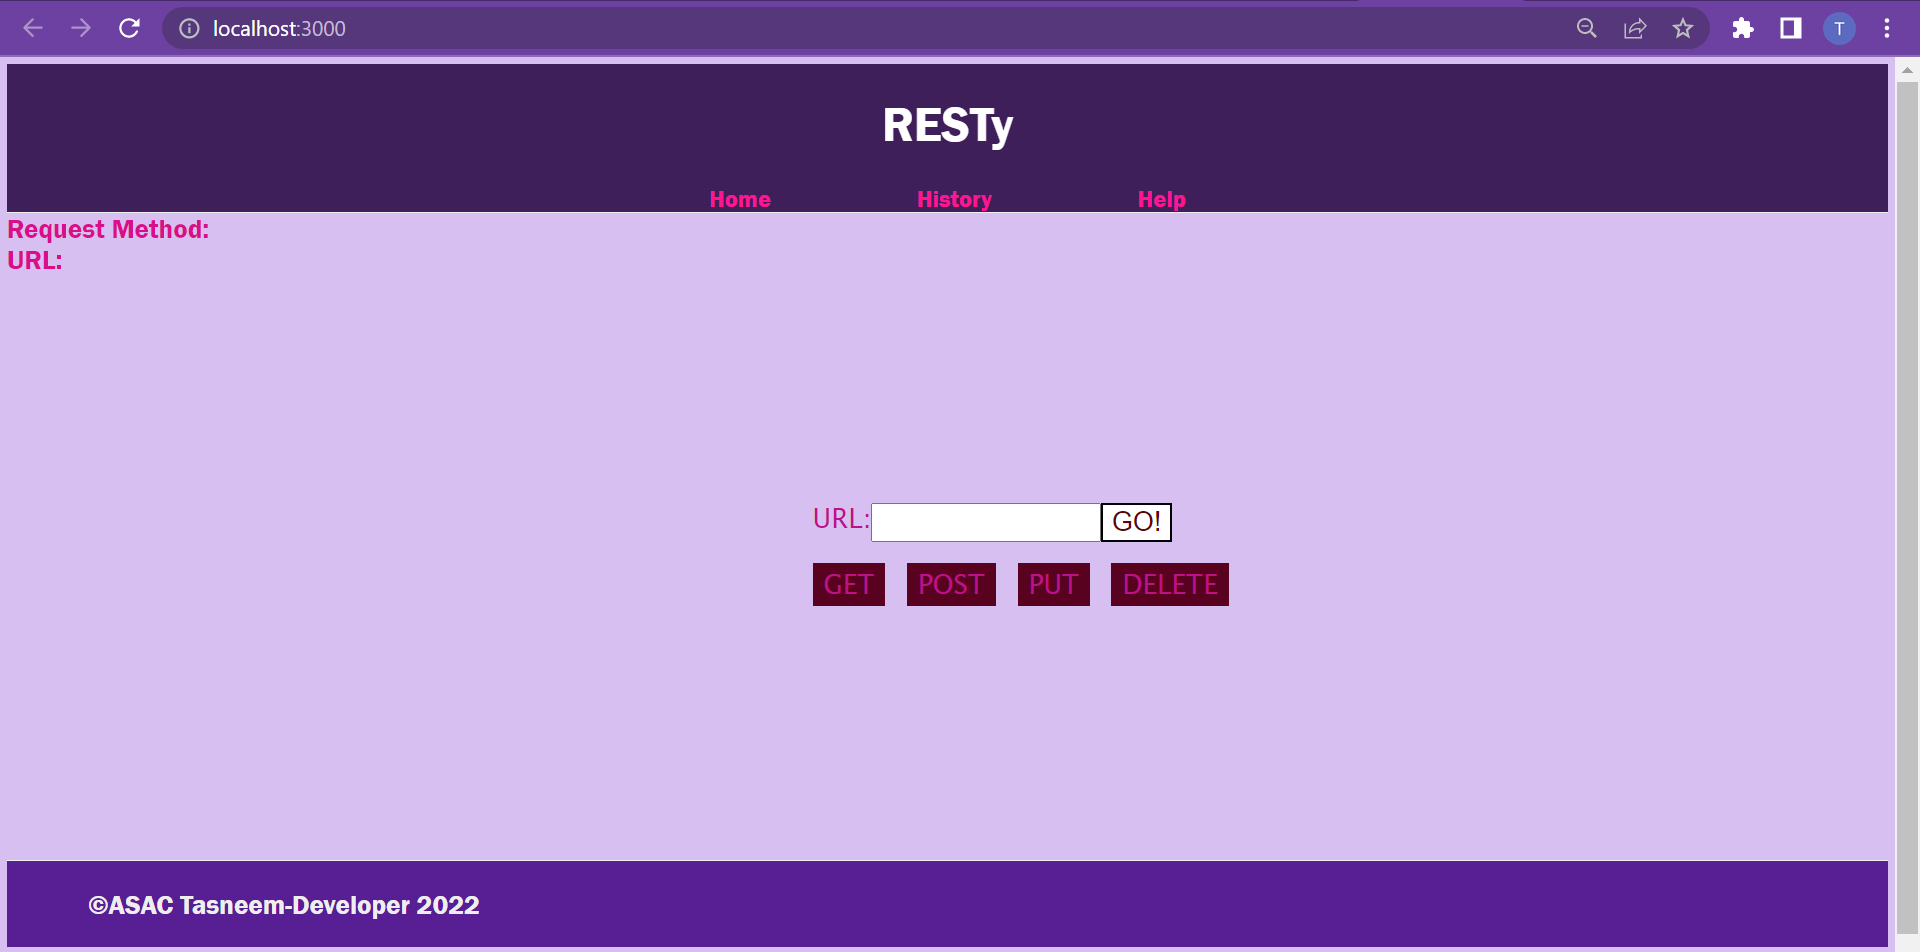 localhost:3000
T
RESTy
Home History Help
Request Method:
URL:
URL: GO!
GET POST PUT DELETE
©ASAC Tasneem-Developer 2022